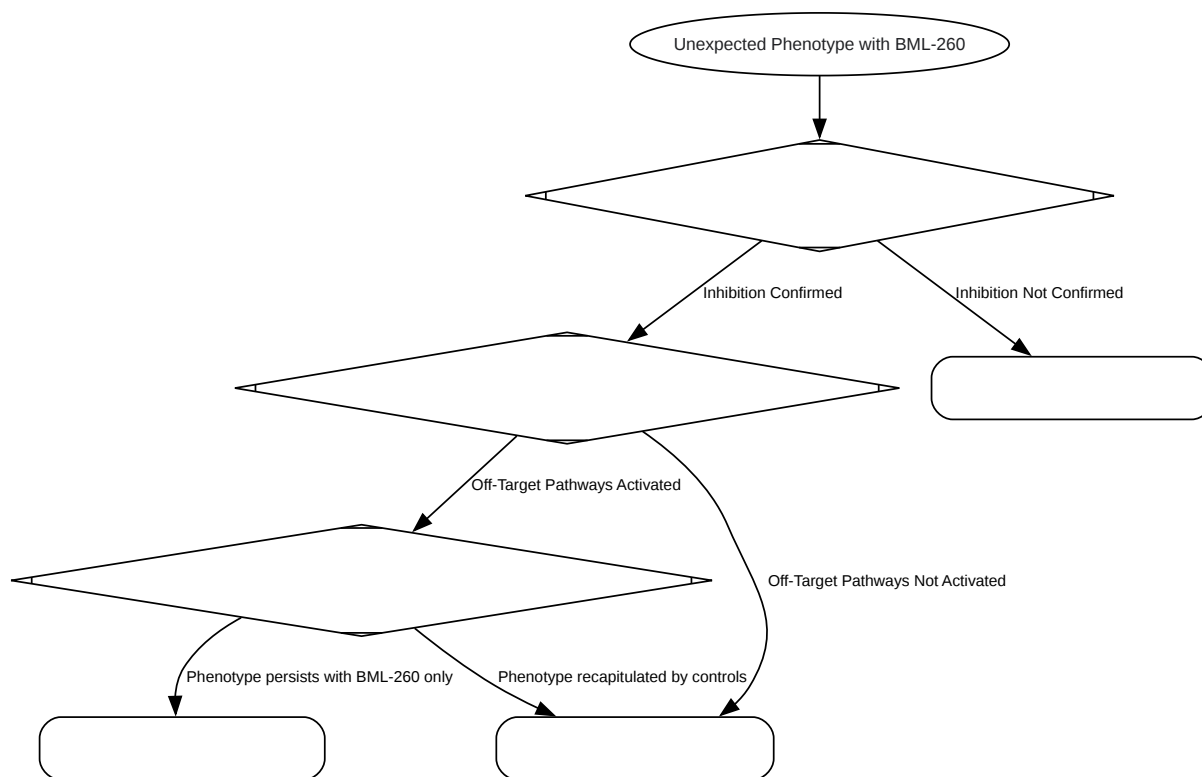 Unexpected Phenotype with BML-260
Inhibition Confirmed
Inhibition Not Confirmed
Off-Target Pathways Activated
Off-Target Pathways Not Activated
Phenotype persists with BML-260 only
Phenotype recapitulated by controls